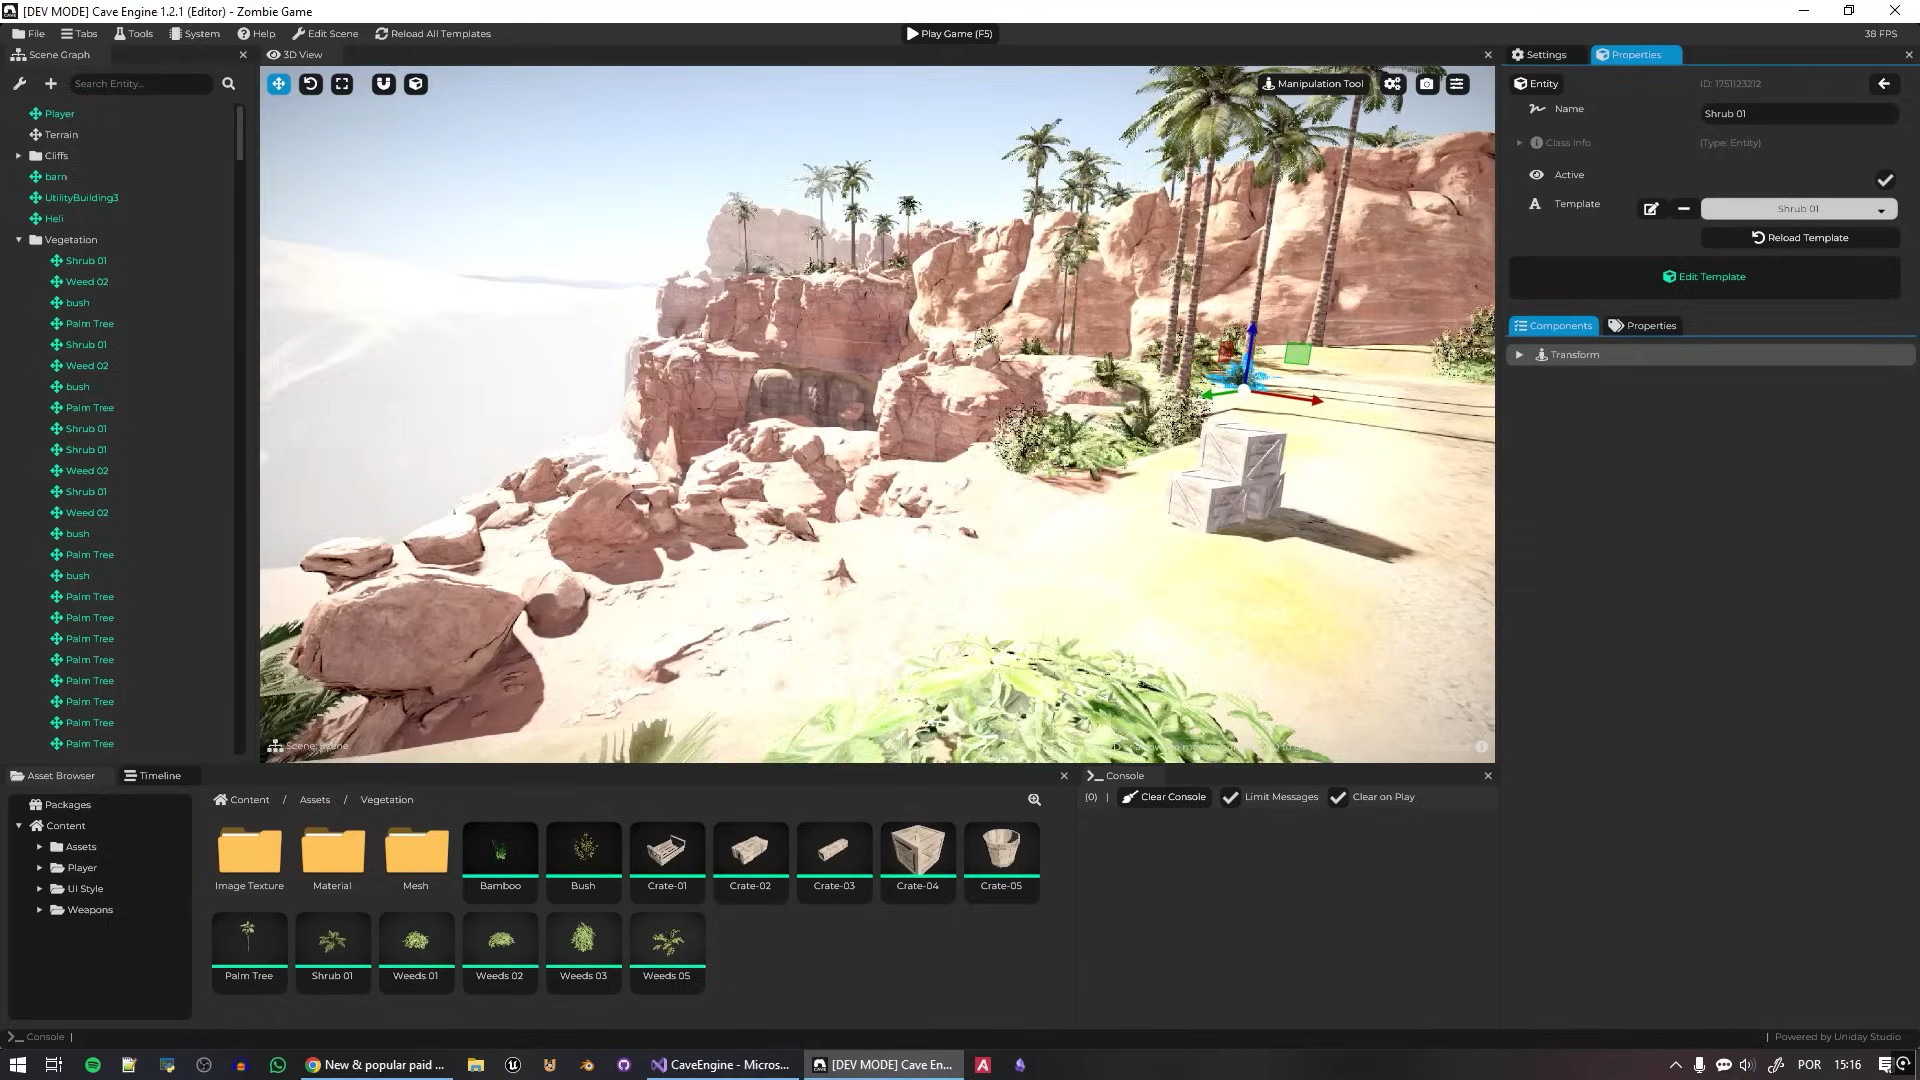 [DEV MODE] Cave Engine 1.2.1 (Editor) - Zombie Game
File Tabs Tools System Help Edit Scene Reload All Templates
Play Game (F5)
38 FPS
Scene Graph
3D View
Settings
Properties
Search Entity...
Manipulation Tool
Entity
ID: 1751123212
Name
Shrub 01
Class Info
(Type: Entity)
Active
Template
Shrub 01
Reload Template
Edit Template
Components
Properties
Transform
Player
Terrain
Cliffs
barn
UtilityBuilding3
Heli
Vegetation
Shrub 01
Weed 02
bush
Palm Tree
Shrub 01
Weed 02
bush
Palm Tree
Shrub 01
Shrub 01
Weed 02
Shrub 01
Weed 02
bush
Palm Tree
bush
Palm Tree
Palm Tree
Palm Tree
Palm Tree
Palm Tree
Palm Tree
Palm Tree
Palm Tree
Scene: Scene
Asset Browser
Timeline
Console
Packages
Content
Assets
Player
UI Style
Weapons
Content / Assets / Vegetation
(0) | Clear Console Limit Messages Clear on Play
Image Texture
Material
Mesh
Bamboo
Bush
Crate-01
Crate-02
Crate-03
Crate-04
Crate-05
Palm Tree
Shrub 01
Weeds 01
Weeds 02
Weeds 03
Weeds 05
Console |
| Powered by Uniday Studio
New & popular paid ...
CaveEngine - Micros...
[DEV MODE] Cave En...
POR
15:16